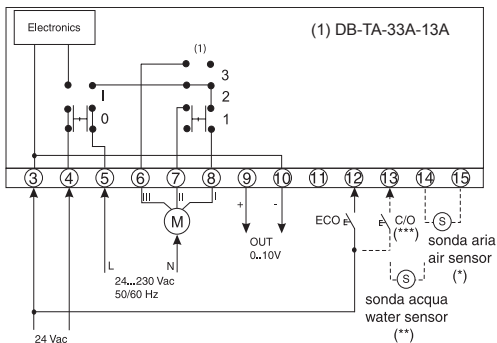 Electronics
(1) DB-TA-33A-13A
(1)
3
2
1
I
0
3 4 5 6 7 8 9 10 11 12 13 14 15
III II I
+ -
M
L N
24...230 Vac
50/60 Hz
OUT
0..10V
ECO
C/O
(***)
S
sonda aria
air sensor
(*)
S
sonda acqua
water sensor
(**)
24 Vac